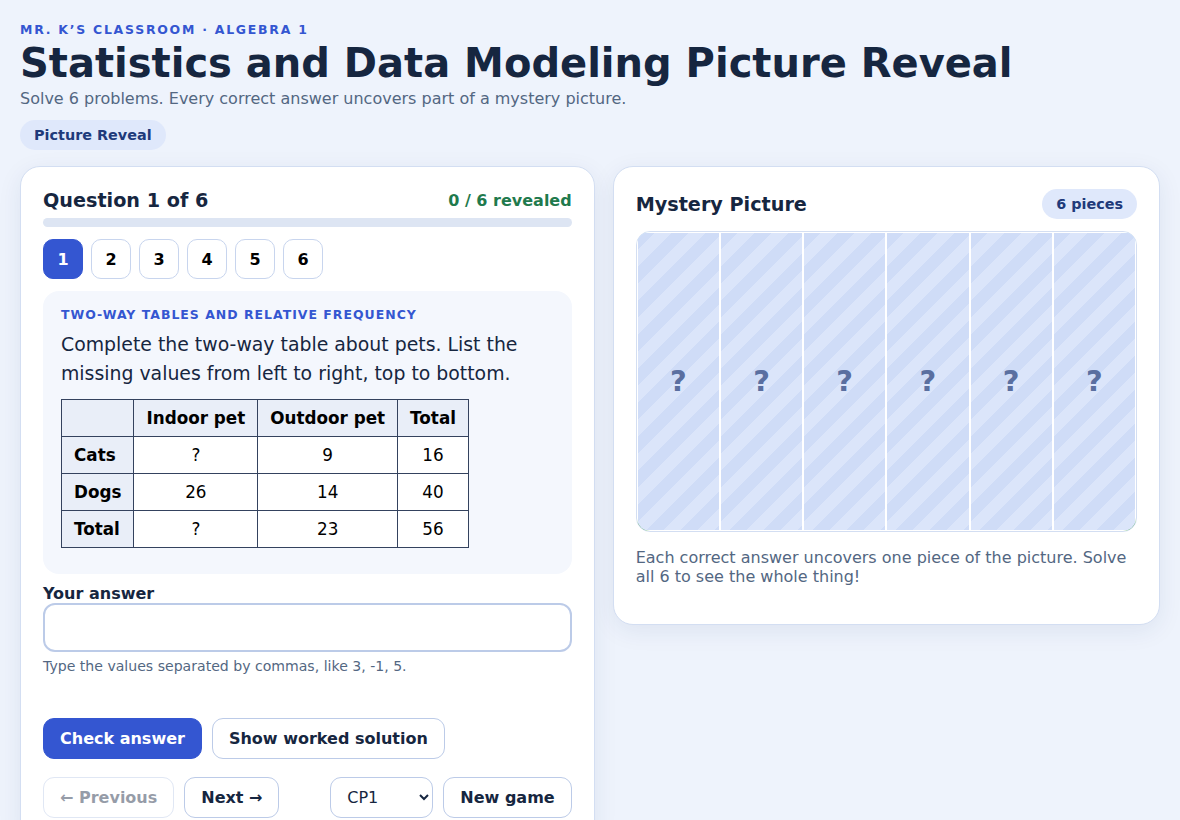 MR. K'S CLASSROOM · ALGEBRA 1
Statistics and Data Modeling Picture Reveal
Solve 6 problems. Every correct answer uncovers part of a mystery picture.
Picture Reveal
Question 1 of 6
0 / 6 revealed
1 2 3 4 5 6
TWO-WAY TABLES AND RELATIVE FREQUENCY
Complete the two-way table about pets. List the
missing values from left to right, top to bottom.
Indoor pet Outdoor pet Total
Cats ? 9 16
Dogs 26 14 40
Total ? 23 56
Your answer
Type the values separated by commas, like 3, -1, 5.
Check answer Show worked solution
← Previous Next → CP1 New game
Mystery Picture
6 pieces
? ? ? ? ? ?
Each correct answer uncovers one piece of the picture. Solve
all 6 to see the whole thing!